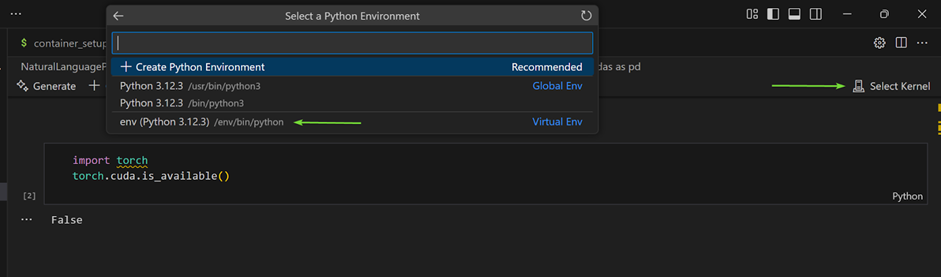 Select a Python Environment
$ container_setup
NaturalLanguageP
das as pd
+ Create Python Environment Recommended
Generate +
Python 3.12.3 /usr/bin/python3 Global Env
Select Kernel
Python 3.12.3 /bin/python3
env (Python 3.12.3) /env/bin/python Virtual Env
import torch
torch.cuda.is_available()
[2]
Python
... False